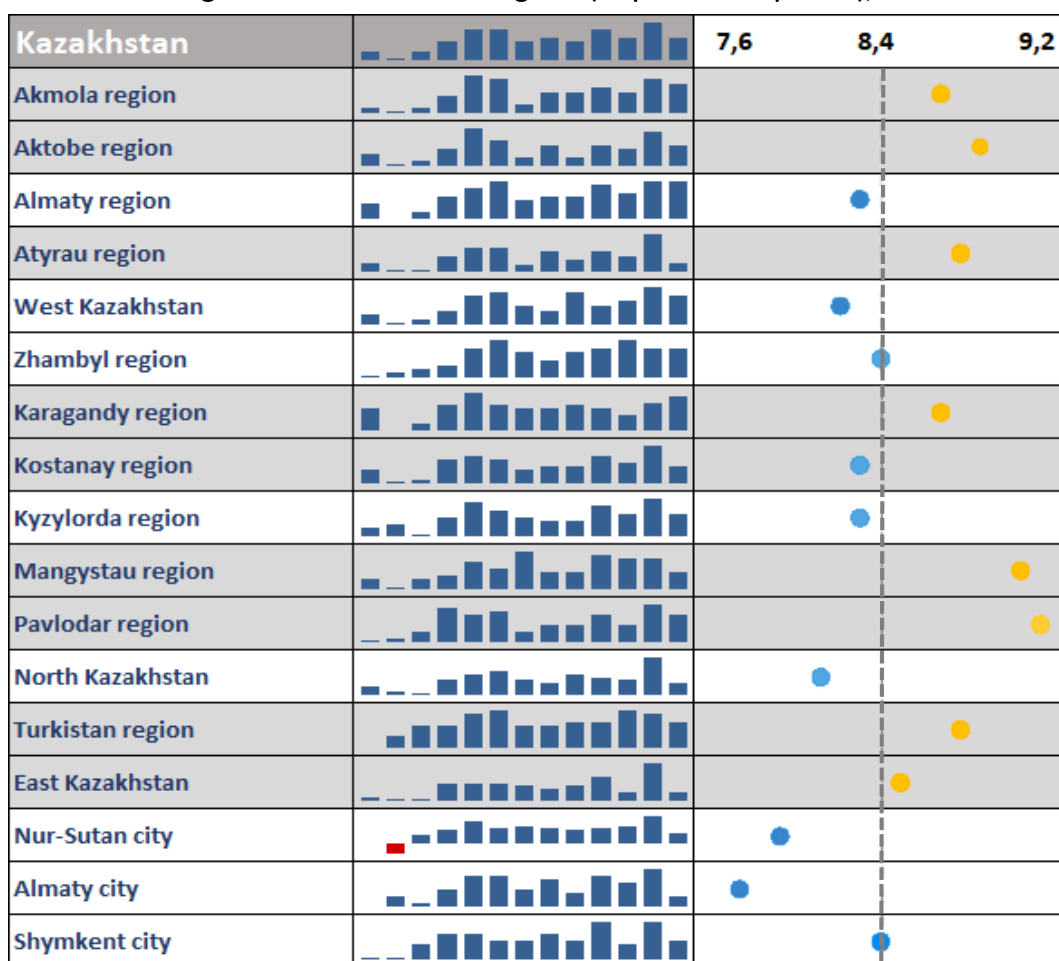 Kazakhstan 7,6 8,4 9,2
Akmola region
Aktobe region
Almaty region
Atyrau region
West Kazakhstan
Zhambyl region
Karagandy region
Kostanay region
Kyzylorda region
Mangystau region
Pavlodar region
North Kazakhstan
Turkistan region
East Kazakhstan
Nur-Sutan city
Almaty city
Shymkent city